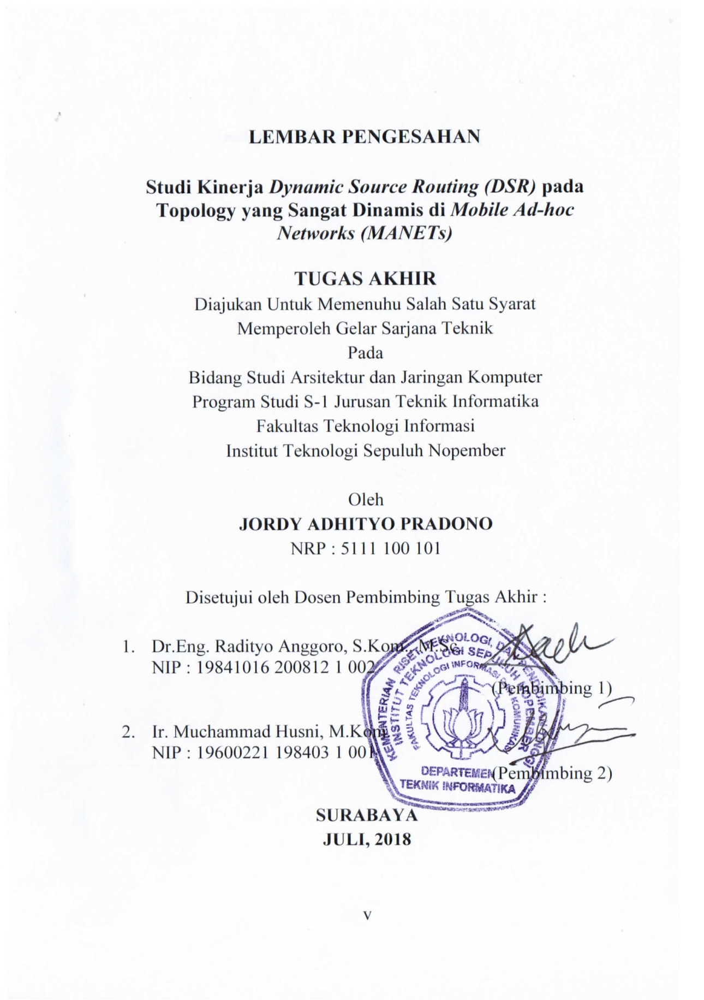 LEMBAR PENGESAHAN
Studi Kinerja Dynamic Source Routing (DSR) pada
Topology yang Sangat Dinamis di Mobile Ad-hoc
Networks (MANETs)
TUGAS AKHIR
Diajukan Untuk Memenuhu Salah Satu Syarat
Memperoleh Gelar Sarjana Teknik
Pada
Bidang Studi Arsitektur dan Jaringan Komputer
Program Studi S-1 Jurusan Teknik Informatika
Fakultas Teknologi Informasi
Institut Teknologi Sepuluh Nopember
Oleh
JORDY ADHITYO PRADONO
NRP : 5111 100 101
Disetujui oleh Dosen Pembimbing Tugas Akhir :
1. Dr.Eng. Radityo Anggoro, S.Kom., M.Sc.
NIP : 19841016 200812 1 002
(Pembimbing 1)
2. Ir. Muchammad Husni, M.Kom.
NIP : 19600221 198403 1 001
(Pembimbing 2)
KEMENTERIAN RISET, TEKNOLOGI, DAN PENDIDIKAN TINGGI
INSTITUT TEKNOLOGI SEPULUH NOPEMBER
FAKULTAS TEKNOLOGI INFORMASI DAN KOMUNIKASI
DEPARTEMEN
TEKNIK INFORMATIKA
SURABAYA
JULI, 2018
v